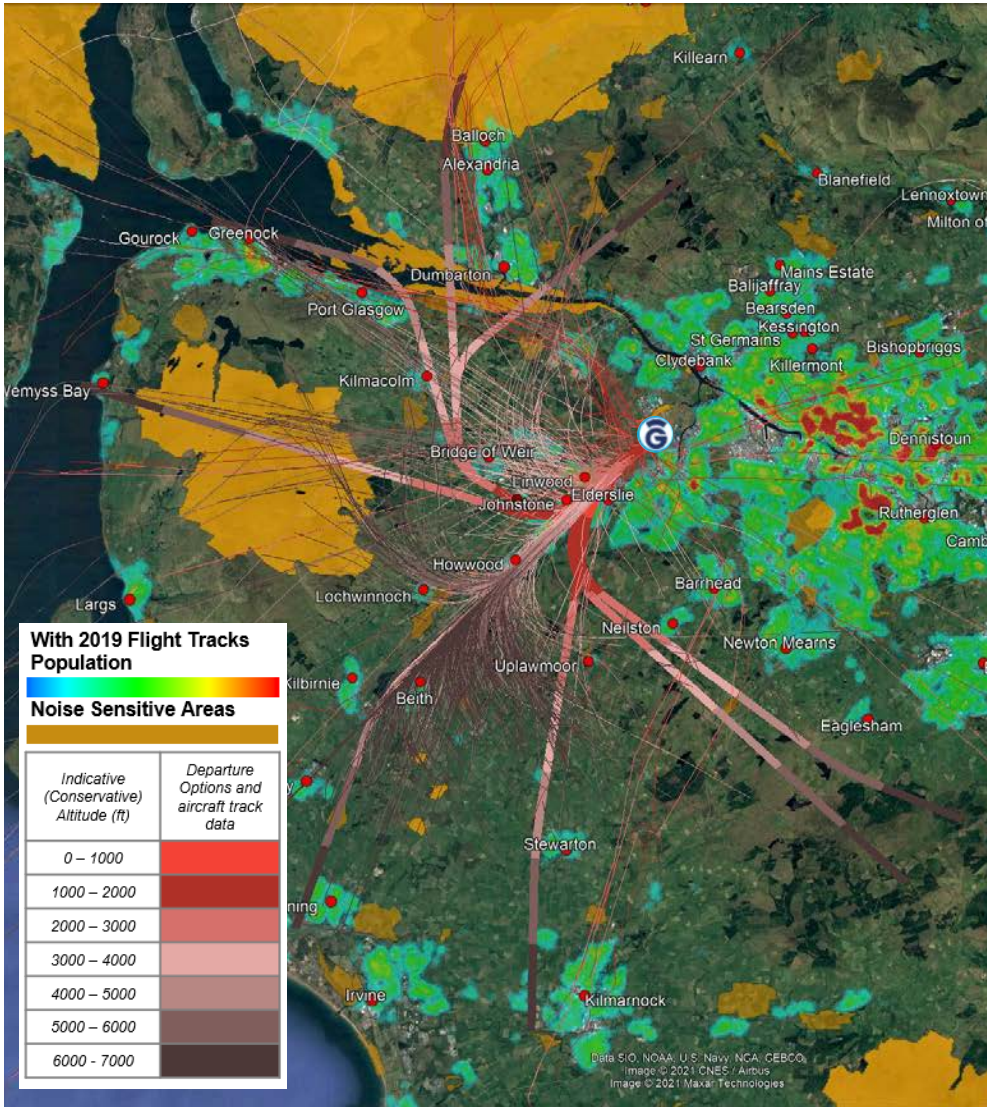 Killearn
Balloch
Alexandria
Blanefield
Lennoxtown
Milton of
Gourock
Greenock
Dumbarton
Mains Estate
Balijaffray
Port Glasgow
Bearsden
Kessington
St Germains
Bishopbriggs
Clydebank
Killermont
Kilmacolm
Wemyss Bay
G
Dennistoun
Bridge of Weir
Linwood
Johnstone
Elderslie
Rutherglen
Camb
Howwood
Barrhead
Lochwinnoch
Largs
Neilston
Newton Mearns
Uplawmoor
Kilbirnie
Beith
Eaglesham
y
Stewarton
ning
Irvine
Kilmarnock
With 2019 Flight Tracks
Population
Noise Sensitive Areas
Indicative
(Conservative)
Altitude (ft)
Departure
Options and
aircraft track
data
0 – 1000
1000 – 2000
2000 – 3000
3000 – 4000
4000 – 5000
5000 – 6000
6000 - 7000
Data SIO, NOAA, U.S. Navy, NGA, GEBCO
Image © 2021 CNES / Airbus
Image © 2021 Maxar Technologies